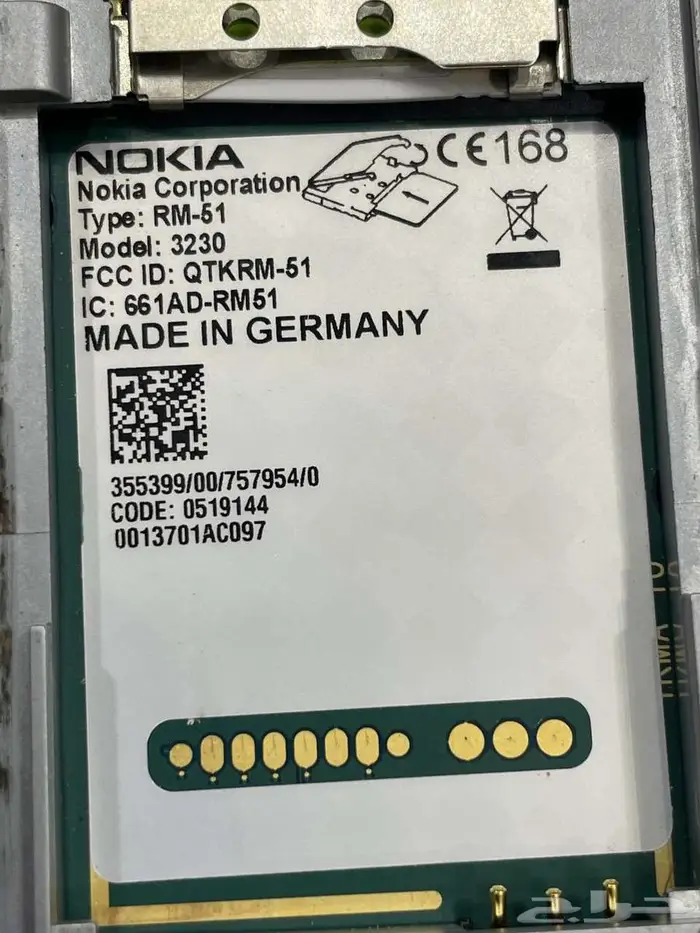 NOKIA
CE168
Nokia Corporation
Type: RM-51
Model: 3230
FCC ID: QTKRM-51
IC: 661AD-RM51
MADE IN GERMANY
355399/00/757954/0
CODE: 0519144
0013701AC097
حراج